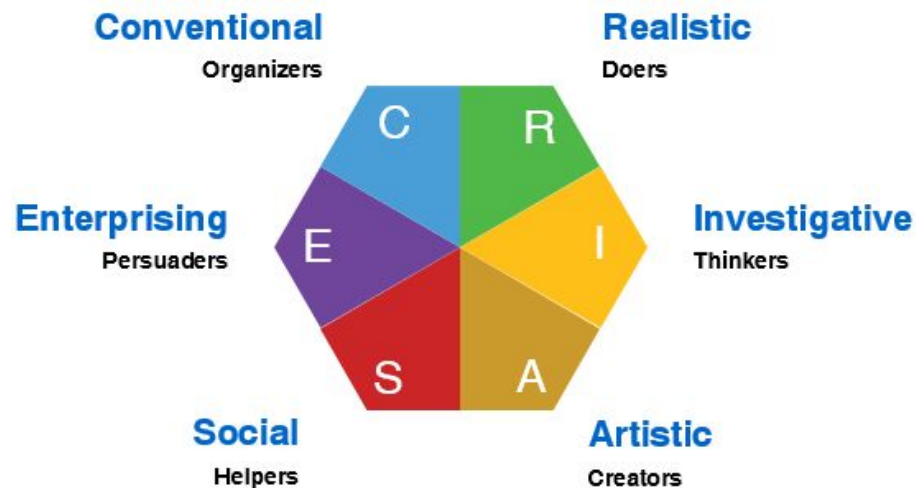 Conventional
Organizers
Realistic
Doers
C
R
Enterprising
Persuaders
E
I
Investigative
Thinkers
S
A
Social
Helpers
Artistic
Creators